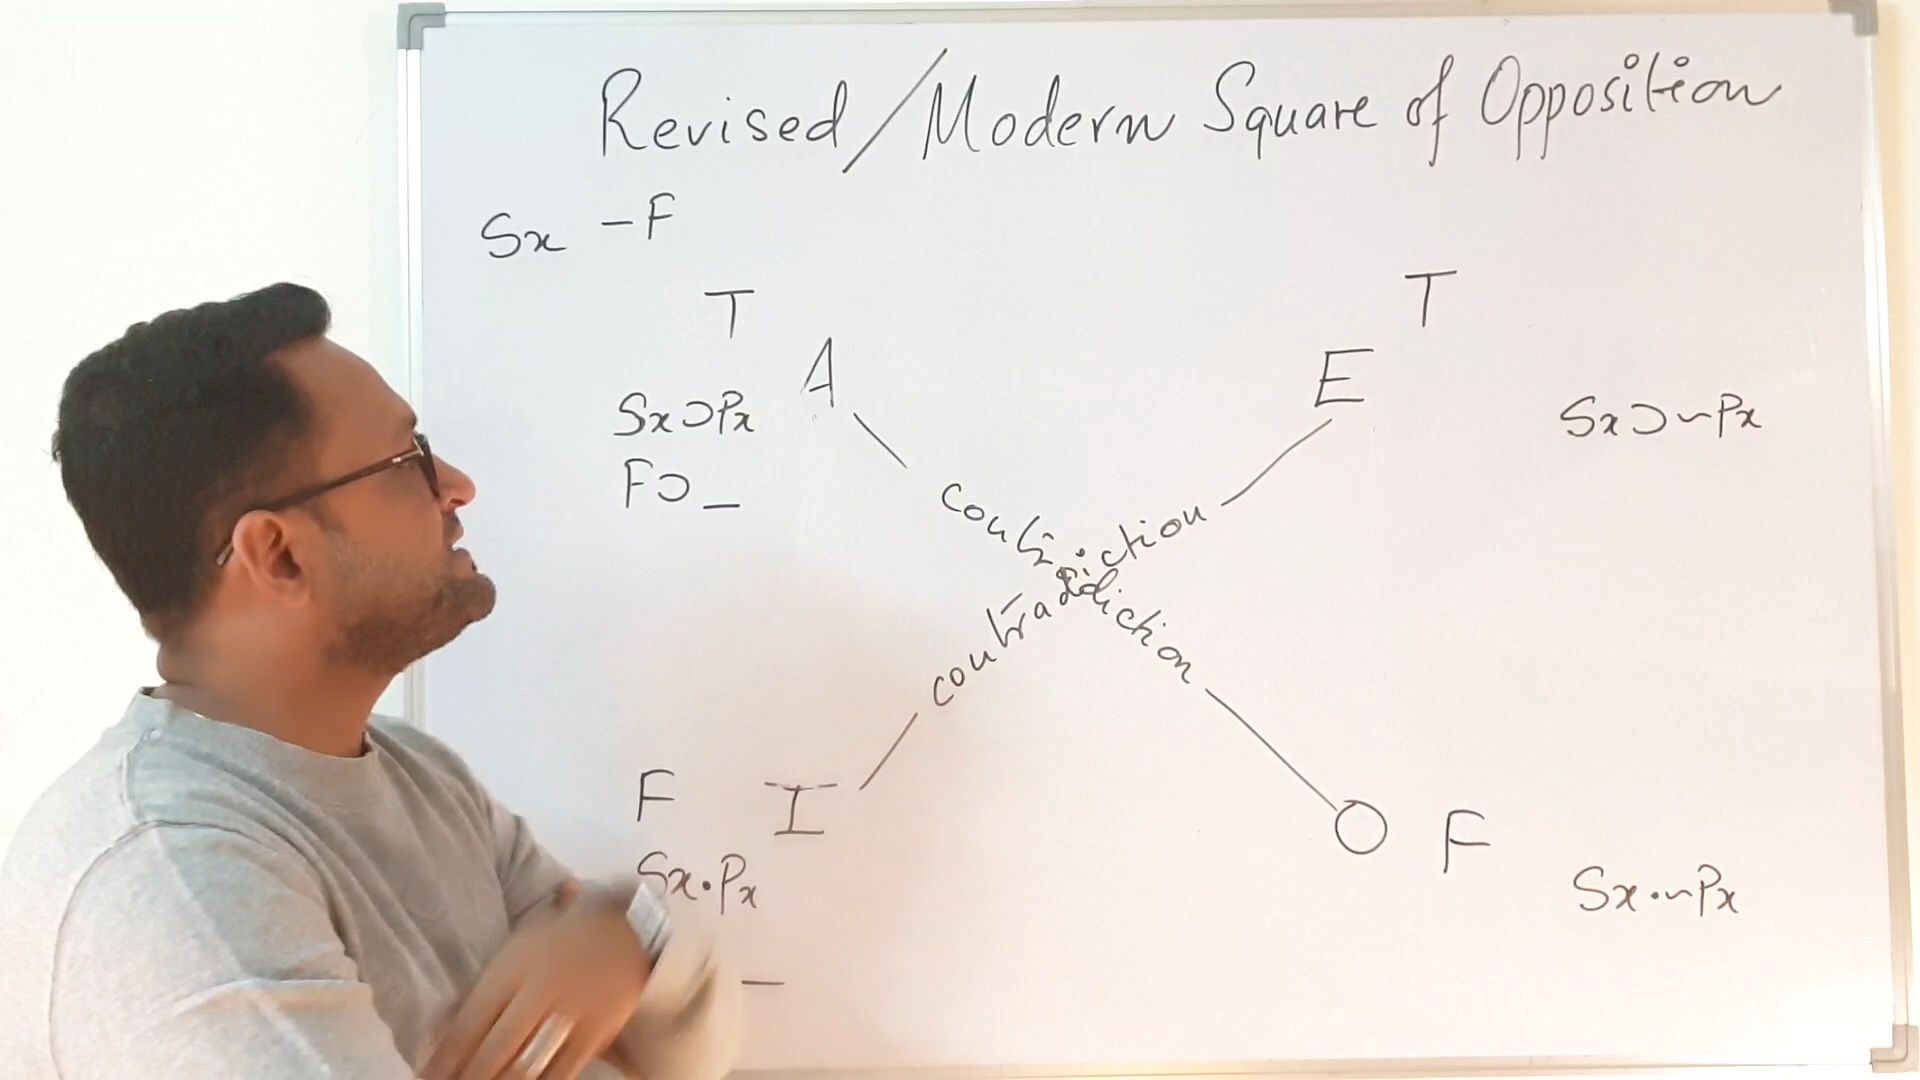 Revised/Modern Square of Opposition
Sx – F
T
T
A
E
Sx⊃Px
Sx⊃~Px
F⊃_
contradiction
contradiction
F
I
O
F
Sx·Px
Sx·~Px
_